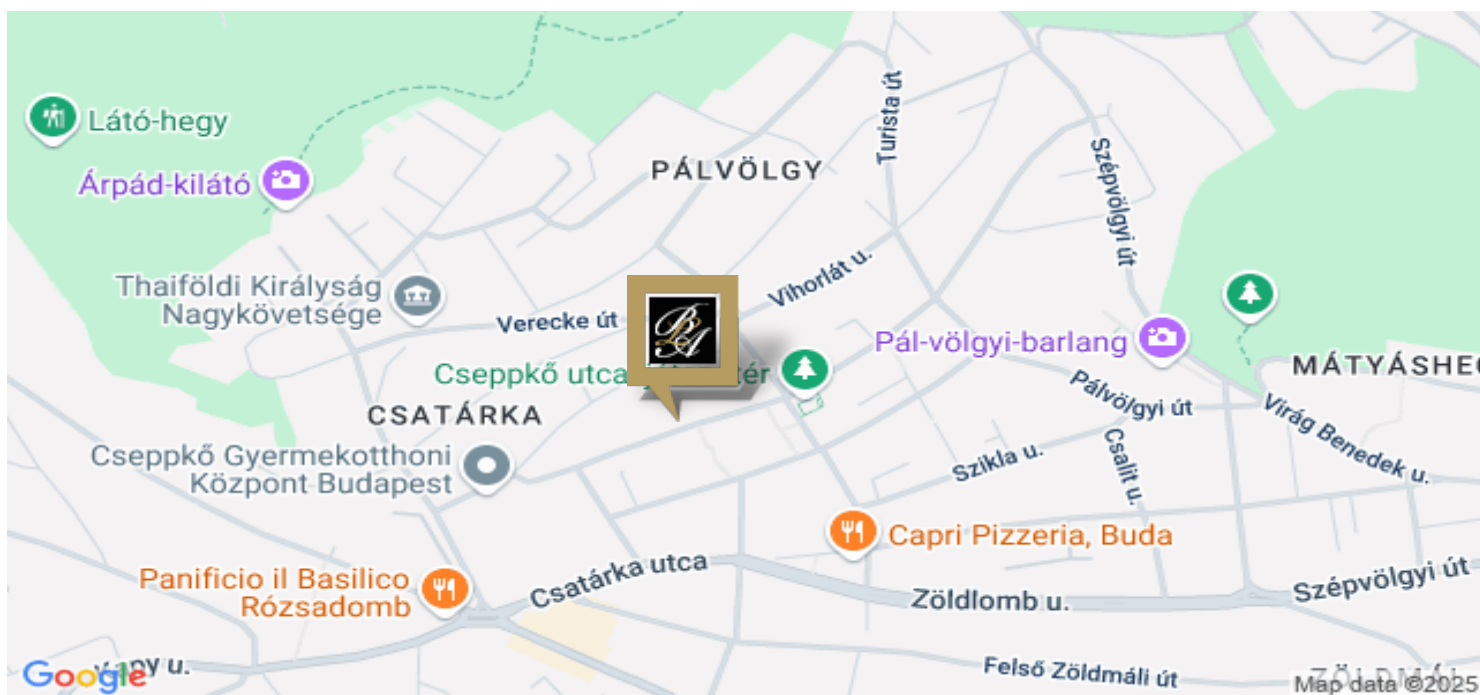 Látó-hegy
Árpád-kilátó
PÁLVÖLGY
Turista út
Szépvölgyi út
Thaiföldi Királyság
Nagykövetsége
Verecke út
Vihorlát u.
Pál-völgyi-barlang
MÁTYÁSHEG
Cseppkő utca
tér
CSATÁRKA
Pálvölgyi út
Virág Benedek u.
Cseppkő Gyermekotthoni
Központ Budapest
Szikla u.
Csalit u.
Capri Pizzeria, Buda
Panificio il Basilico
Rózsadomb
Csatárka utca
Zöldlomb u.
Szépvölgyi út
Felső Zöldmáli út
Google
Map data ©2025